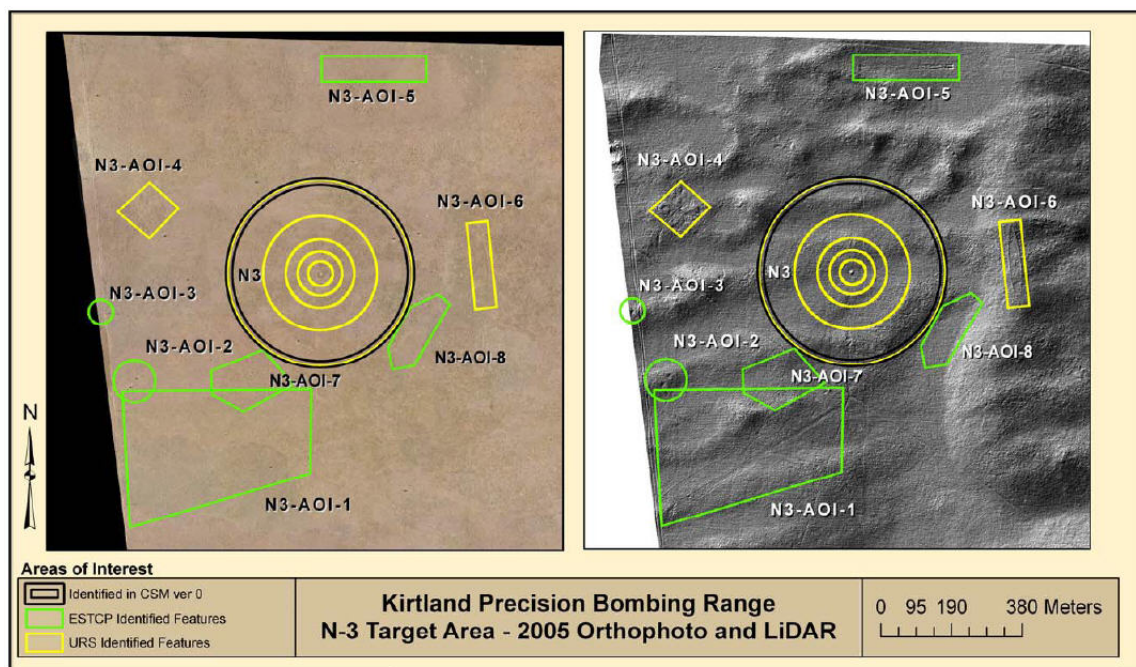 N3-AOI-5
N3-AOI-4
N3-AOI-6
N3
N3-AOI-3
N3-AOI-2
N3-AOI-8
N3-AOI-7
N3-AOI-1
N
N3-AOI-5
N3-AOI-4
N3-AOI-6
N3
N3-AOI-3
N3-AOI-2
N3-AOI-8
N3-AOI-7
N3-AOI-1
Areas of Interest
Identified in CSM ver 0
ESTCP Identified Features
URS Identified Features
Kirtland Precision Bombing Range
N-3 Target Area - 2005 Orthophoto and LiDAR
0 95 190 380 Meters